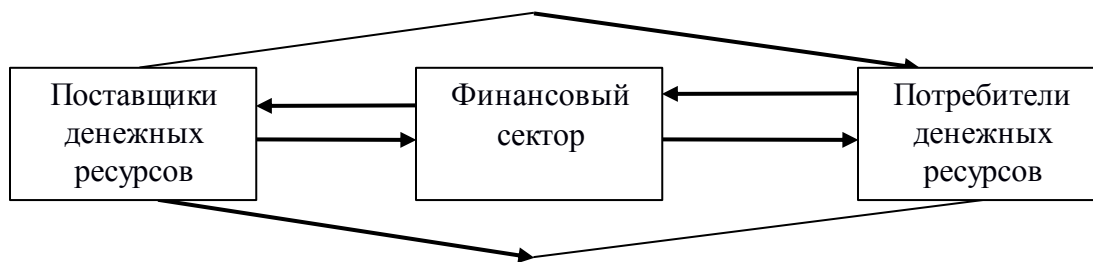 Поставщики
денежных
ресурсов
Финансовый
сектор
Потребители
денежных
ресурсов